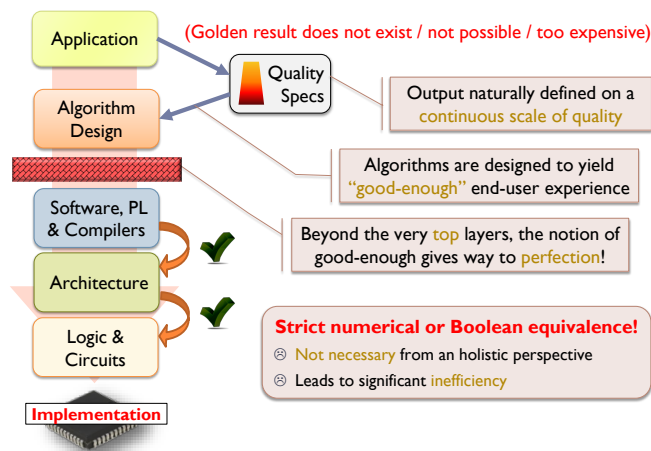 Application
(Golden result does not exist / not possible / too expensive)
Quality
Specs
Output naturally defined on a
continuous scale of quality
Algorithm
Design
Algorithms are designed to yield
“good-enough” end-user experience
Software, PL
& Compilers
Beyond the very top layers, the notion of
good-enough gives way to perfection!
Architecture
Logic &
Circuits
Strict numerical or Boolean equivalence!
Not necessary from an holistic perspective
Leads to significant inefficiency
Implementation